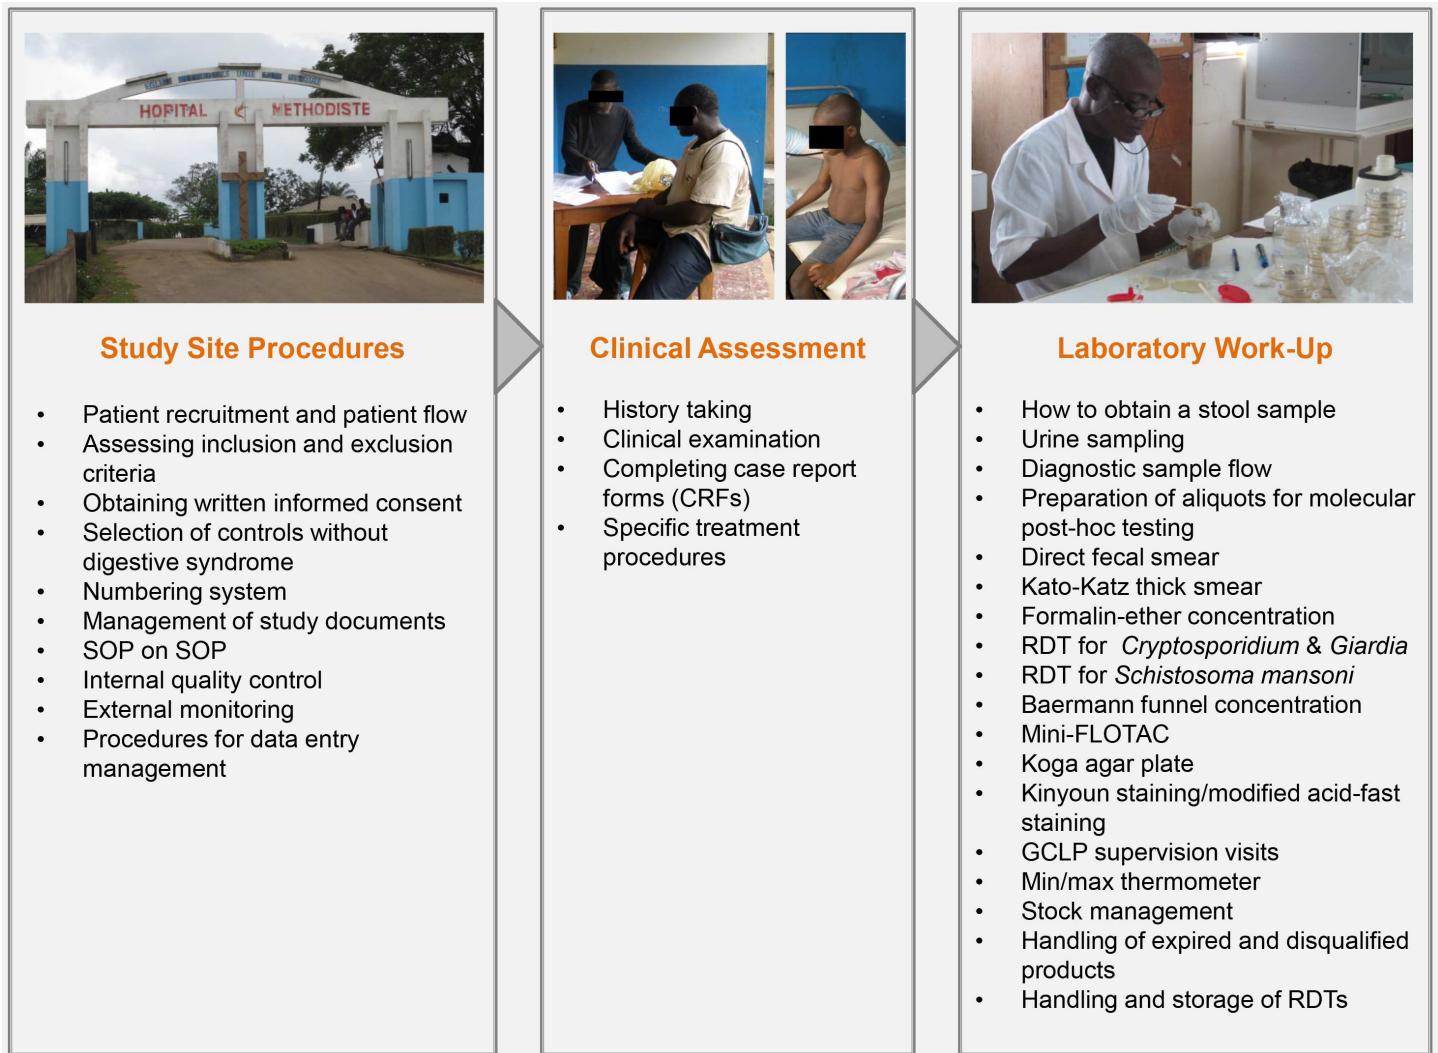 HOPITAL METHODISTE
Study Site Procedures
• Patient recruitment and patient flow
• Assessing inclusion and exclusion
criteria
• Obtaining written informed consent
• Selection of controls without
digestive syndrome
• Numbering system
• Management of study documents
• SOP on SOP
• Internal quality control
• External monitoring
• Procedures for data entry
management
Clinical Assessment
• History taking
• Clinical examination
• Completing case report
forms (CRFs)
• Specific treatment
procedures
Laboratory Work-Up
• How to obtain a stool sample
• Urine sampling
• Diagnostic sample flow
• Preparation of aliquots for molecular
post-hoc testing
• Direct fecal smear
• Kato-Katz thick smear
• Formalin-ether concentration
• RDT for Cryptosporidium & Giardia
• RDT for Schistosoma mansoni
• Baermann funnel concentration
• Mini-FLOTAC
• Koga agar plate
• Kinyoun staining/modified acid-fast
staining
• GCLP supervision visits
• Min/max thermometer
• Stock management
• Handling of expired and disqualified
products
• Handling and storage of RDTs